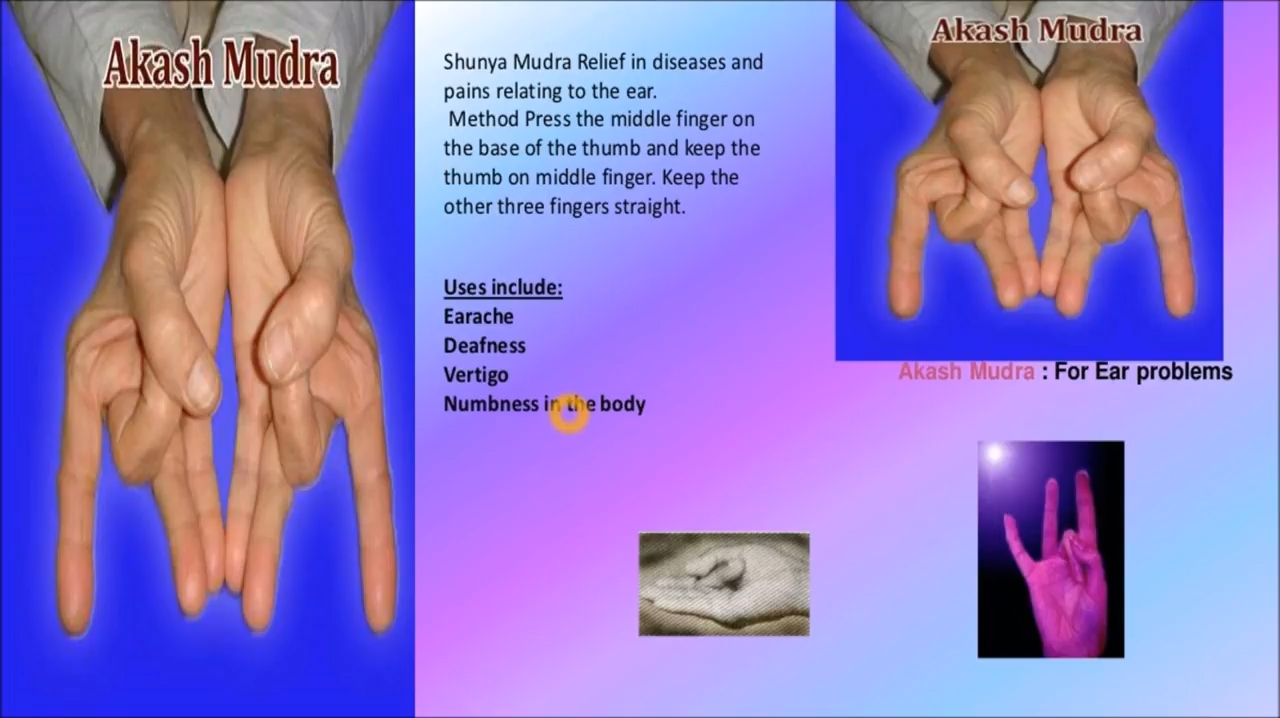 Akash Mudra
Shunya Mudra Relief in diseases and
pains relating to the ear.
Method Press the middle finger on
the base of the thumb and keep the
thumb on middle finger. Keep the
other three fingers straight.
Uses include:
Earache
Deafness
Vertigo
Numbness in the body
Akash Mudra
Akash Mudra : For Ear problems